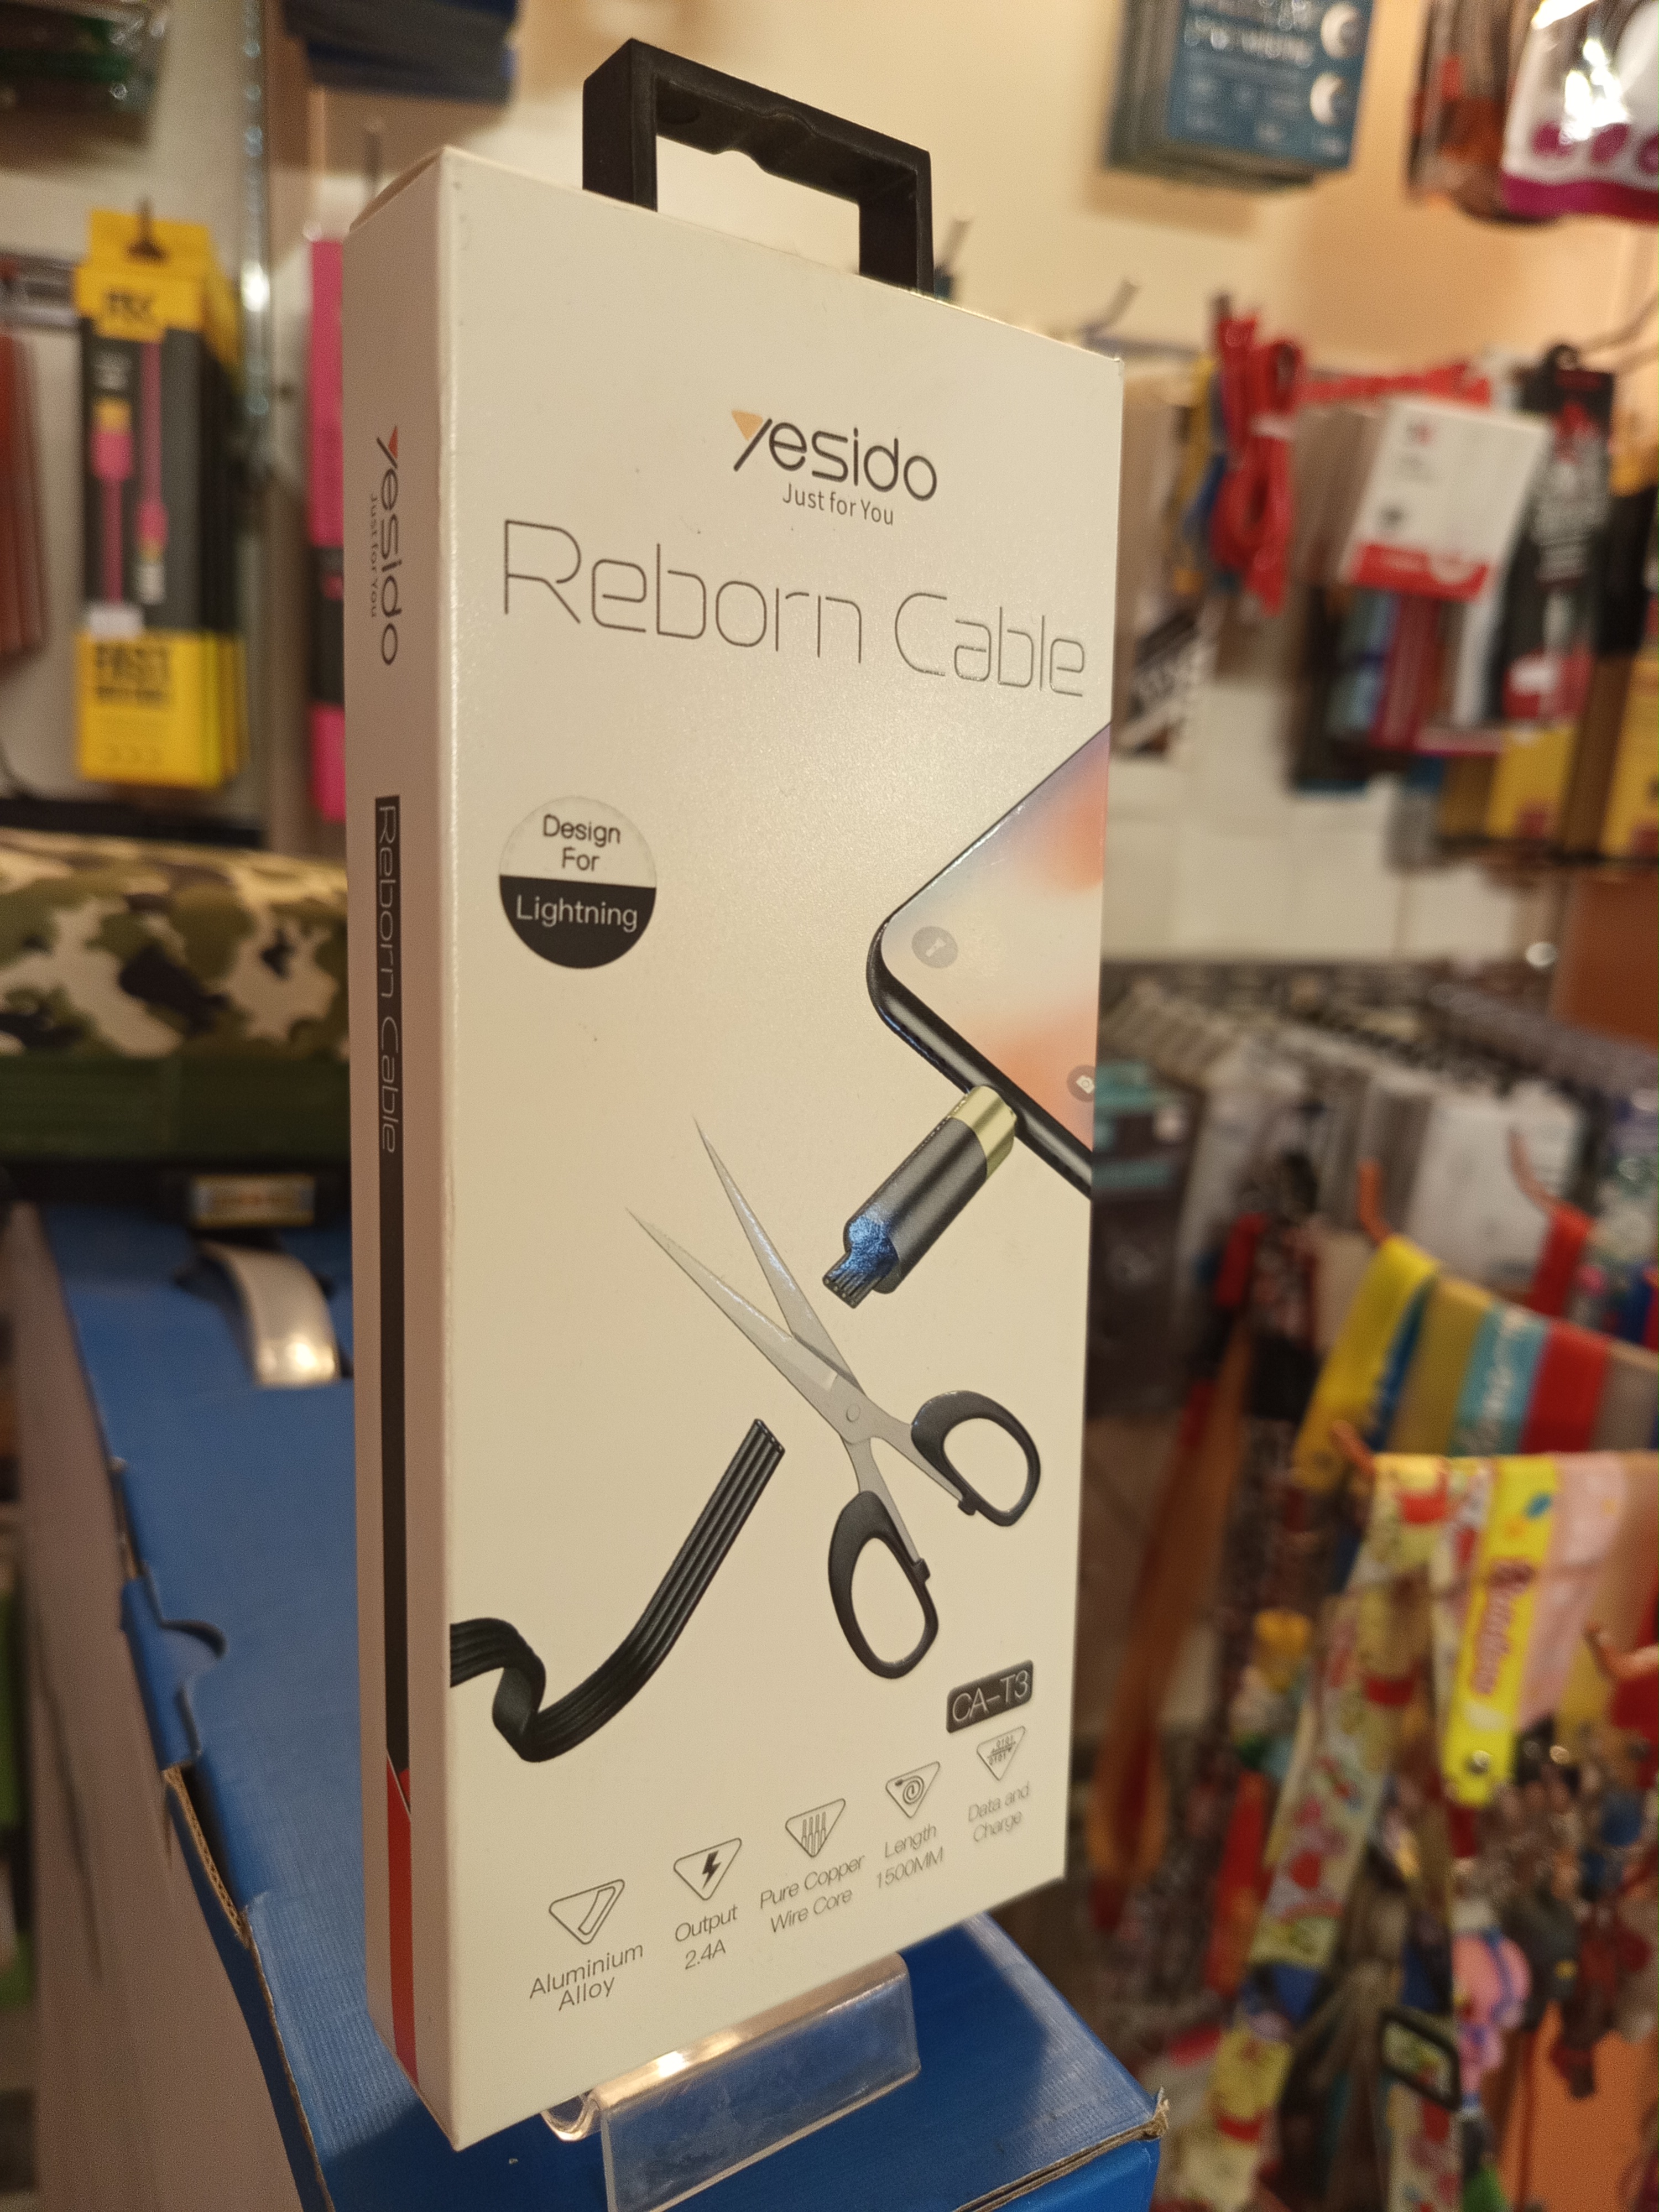 yesido
Just for You
Reborn Cable
Design
For
Lightning
CA-T3
Aluminium
Alloy
Output
2.4A
Pure Copper
Wire Core
Length
1500MM
Data and
Charge
yesido
Just for You
Reborn Cable
FAST